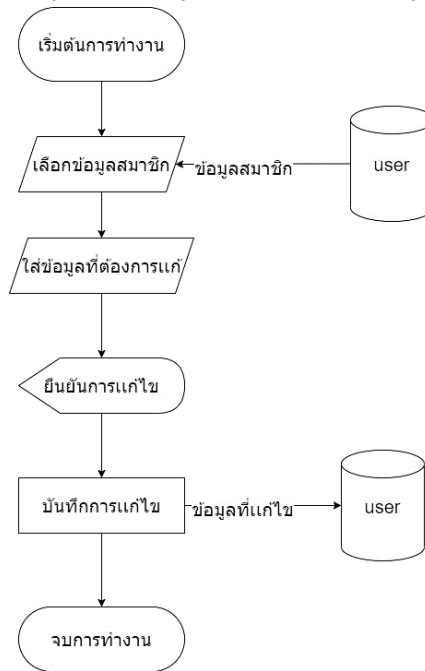 เริ่มต้นการทำงาน
เลือกข้อมูลสมาชิก
ข้อมูลสมาชิก
user
ใส่ข้อมูลที่ต้องการแก้
ยืนยันการแก้ไข
บันทึกการแก้ไข
ข้อมูลที่แก้ไข
user
จบการทำงาน